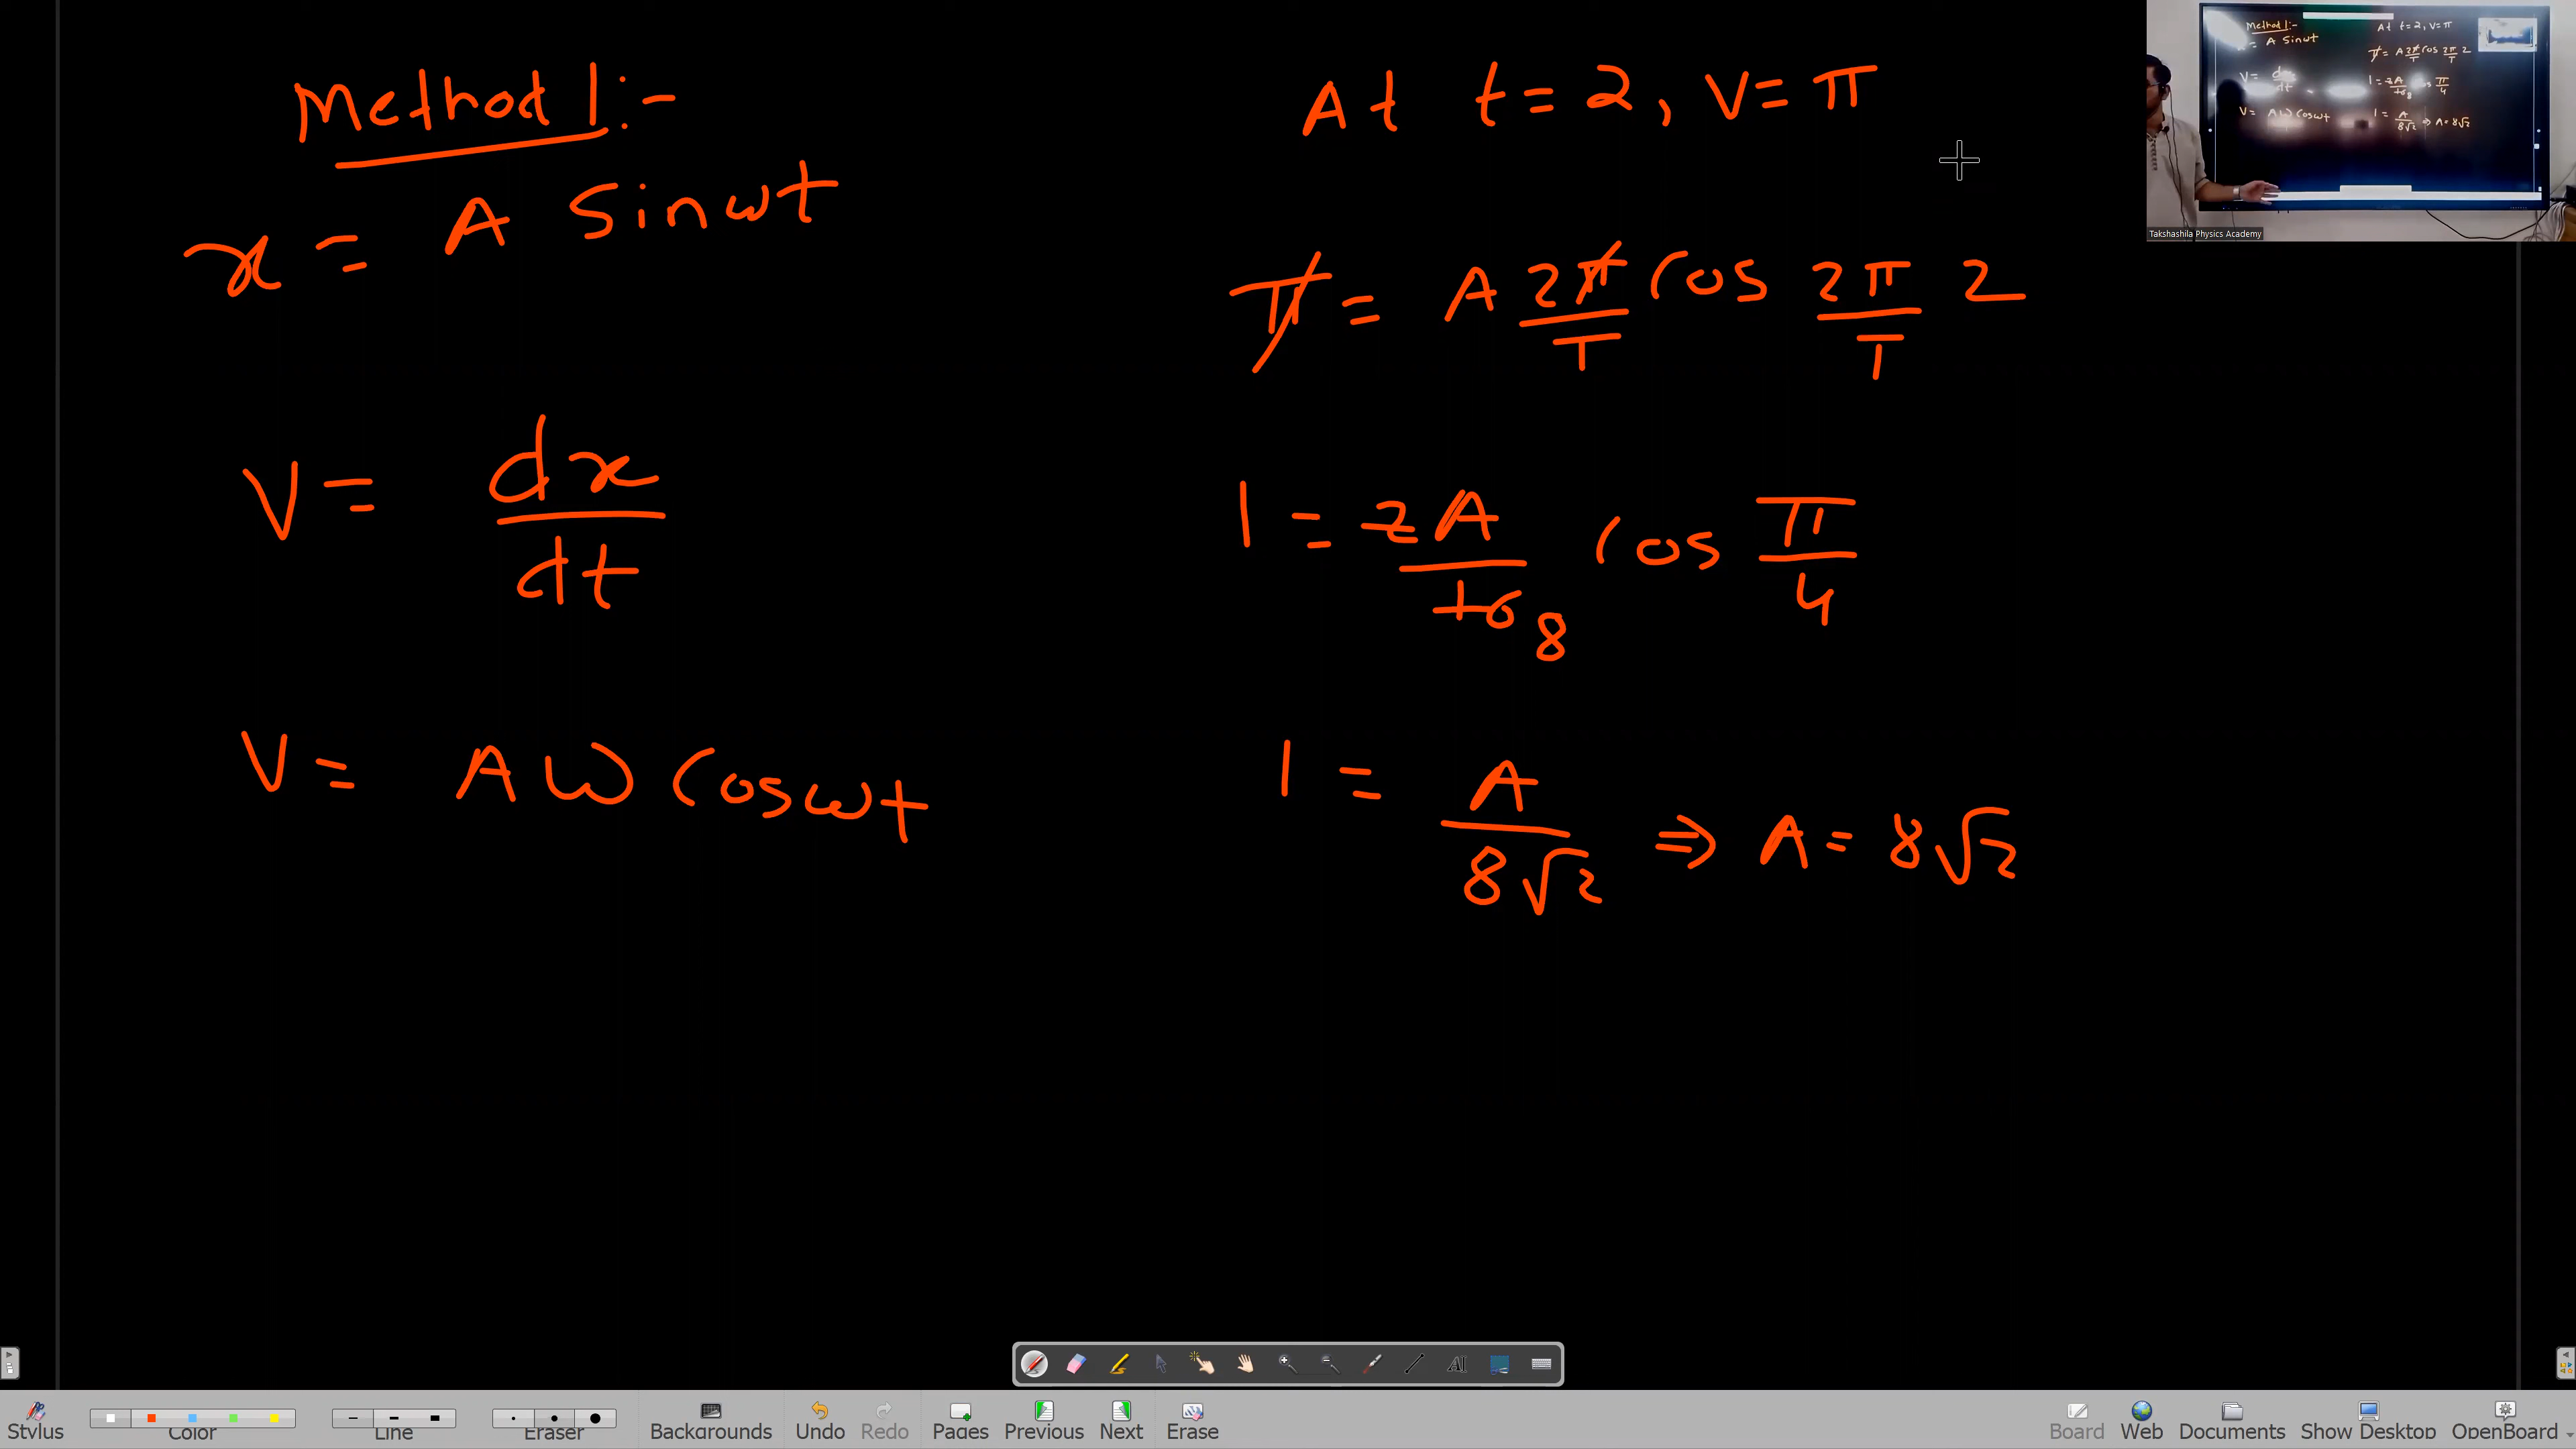 Method 1:-
x = A Sinωt
V = dx/dt
V = Aω Cosωt
At t = 2, V = π
π = A 2π/T Cos 2π/T 2
1 = 2A/16 8 Cos π/4
1 = A/8√2 ⇒ A = 8√2
Takshashila Physics Academy
Stylus Color Line Eraser Backgrounds Undo Redo Pages Previous Next Erase Board Web Documents Show Desktop OpenBoard